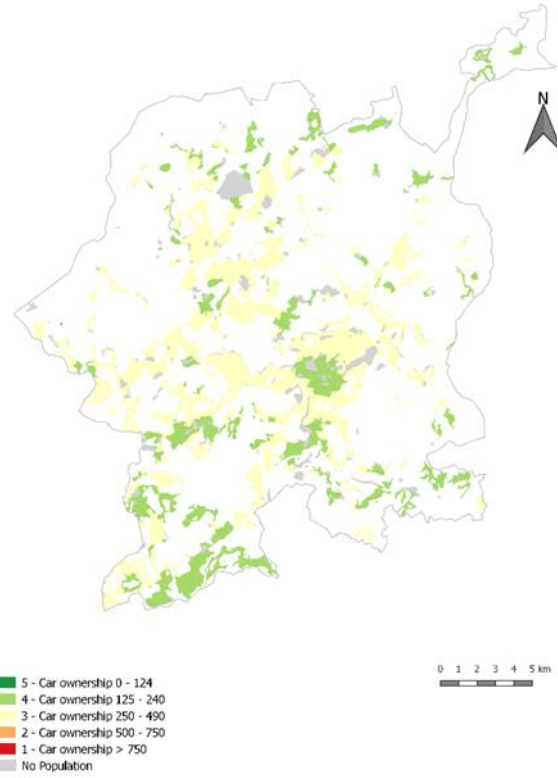 N
5 - Car ownership 0 - 124
4 - Car ownership 125 - 240
3 - Car ownership 250 - 490
2 - Car ownership 500 - 750
1 - Car ownership > 750
No Population
0 1 2 3 4 5 km